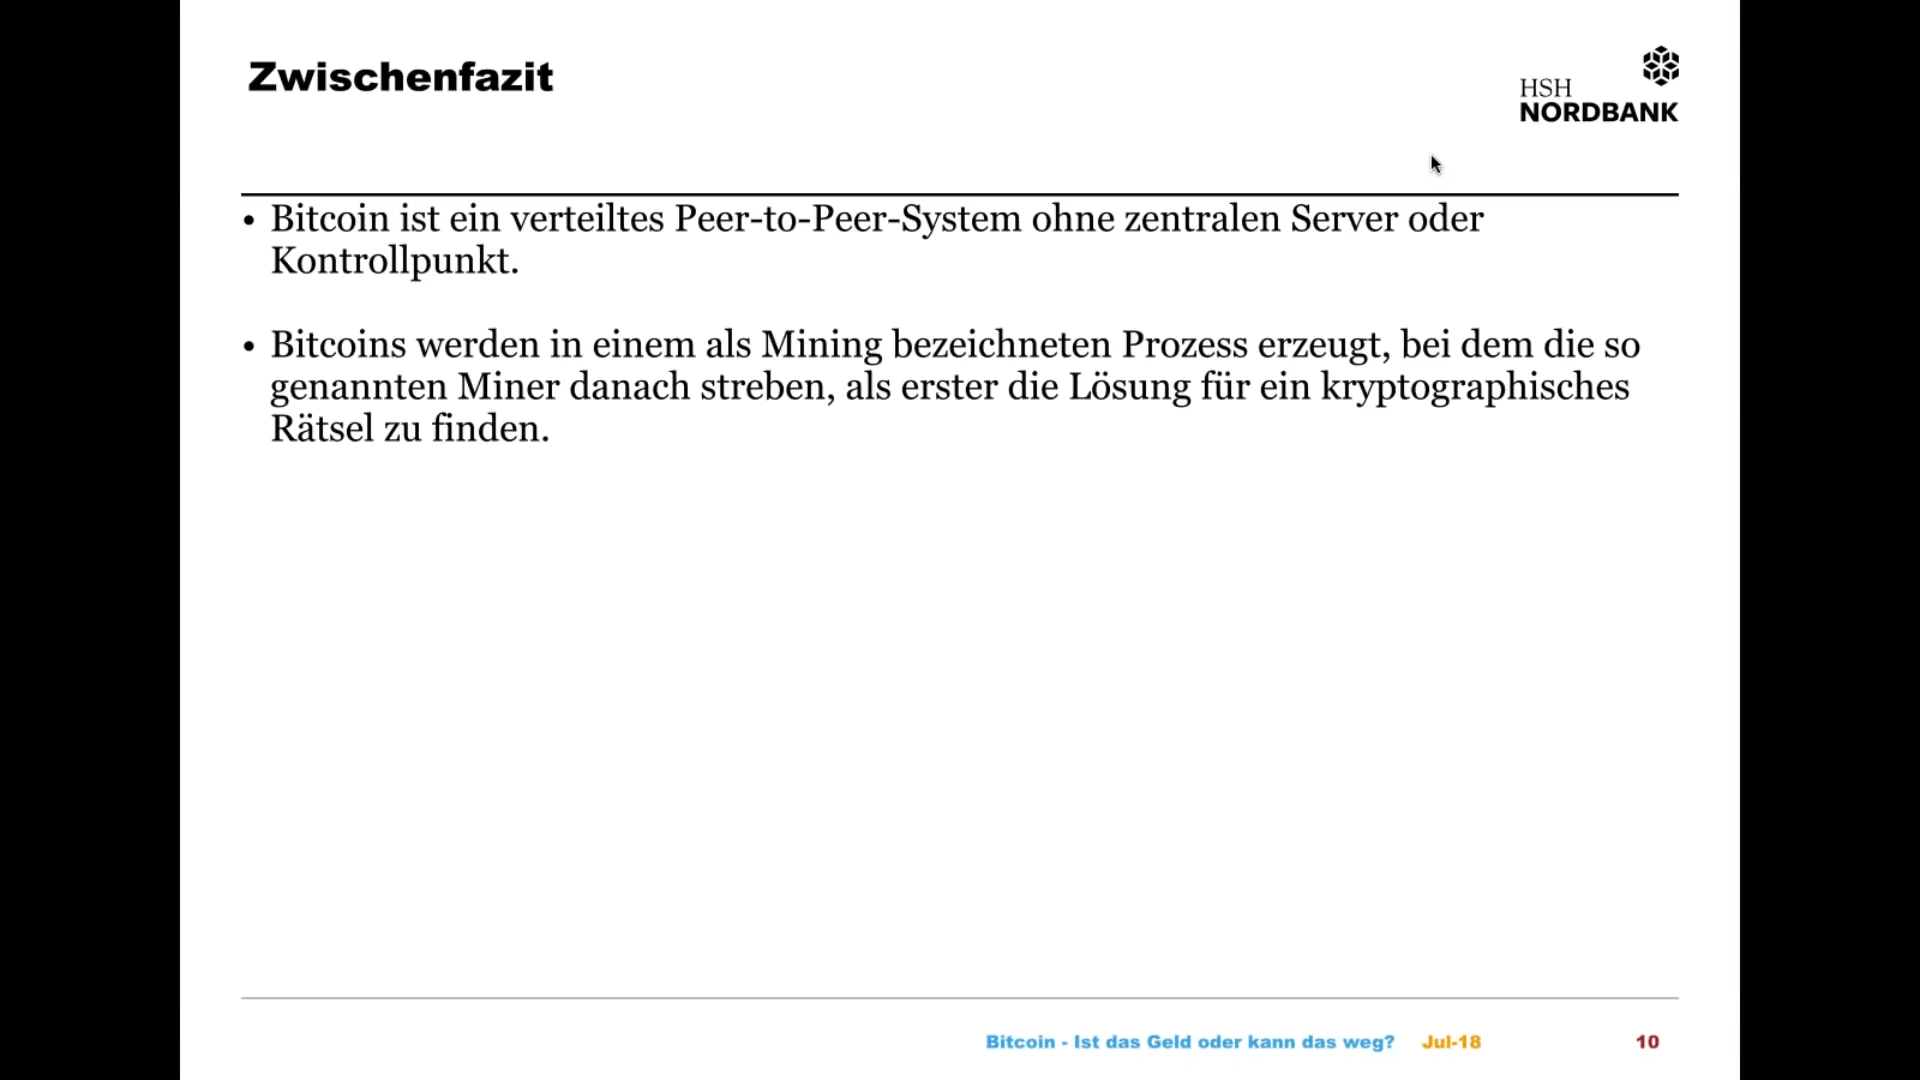 Zwischenfazit
HSH
NORDBANK
• Bitcoin ist ein verteiltes Peer-to-Peer-System ohne zentralen Server oder
Kontrollpunkt.
• Bitcoins werden in einem als Mining bezeichneten Prozess erzeugt, bei dem die so
genannten Miner danach streben, als erster die Lösung für ein kryptographisches
Rätsel zu finden.
Bitcoin - Ist das Geld oder kann das weg? Jul-18 10